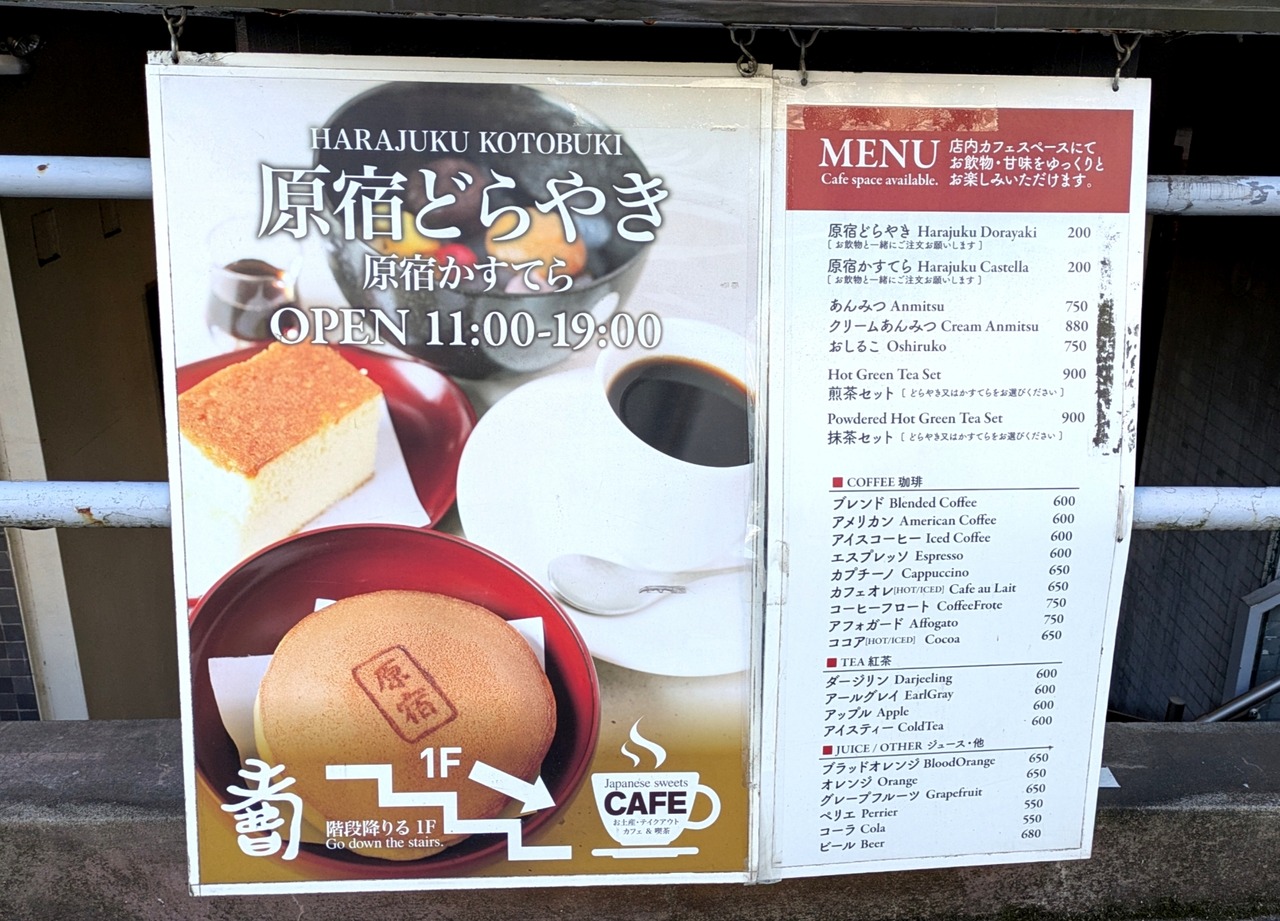 HARAJUKU KOTOBUKI
原宿どらやき
原宿かすてら
OPEN 11:00-19:00
原宿
1F
階段降りる 1F
Go down the stairs.
寿
Japanese sweets
CAFE
お土産・テイクアウト
カフェ & 喫茶
MENU
Cafe space available.
店内カフェスペースにて
お飲物・甘味をゆっくりと
お楽しみいただけます。
原宿どらやき Harajuku Dorayaki 200
[ お飲物と一緒にご注文お願いします ]
原宿かすてら Harajuku Castella 200
[ お飲物と一緒にご注文お願いします ]
あんみつ Anmitsu 750
クリームあんみつ Cream Anmitsu 880
おしるこ Oshiruko 750
Hot Green Tea Set 900
煎茶セット [ どらやき又はかすてらをお選びください ]
Powdered Hot Green Tea Set 900
抹茶セット [ どらやき又はかすてらをお選びください ]
COFFEE 珈琲
ブレンド Blended Coffee 600
アメリカン American Coffee 600
アイスコーヒー Iced Coffee 600
エスプレッソ Espresso 600
カプチーノ Cappuccino 650
カフェオレ[HOT/ICED] Cafe au Lait 650
コーヒーフロート CoffeeFrote 750
アフォガード Affogato 750
ココア[HOT/ICED] Cocoa 650
TEA 紅茶
ダージリン Darjeeling 600
アールグレイ EarlGray 600
アップル Apple 600
アイスティー ColdTea 600
JUICE / OTHER ジュース・他
ブラッドオレンジ BloodOrange 650
オレンジ Orange 650
グレープフルーツ Grapefruit 650
ペリエ Perrier 550
コーラ Cola 550
ビール Beer 680